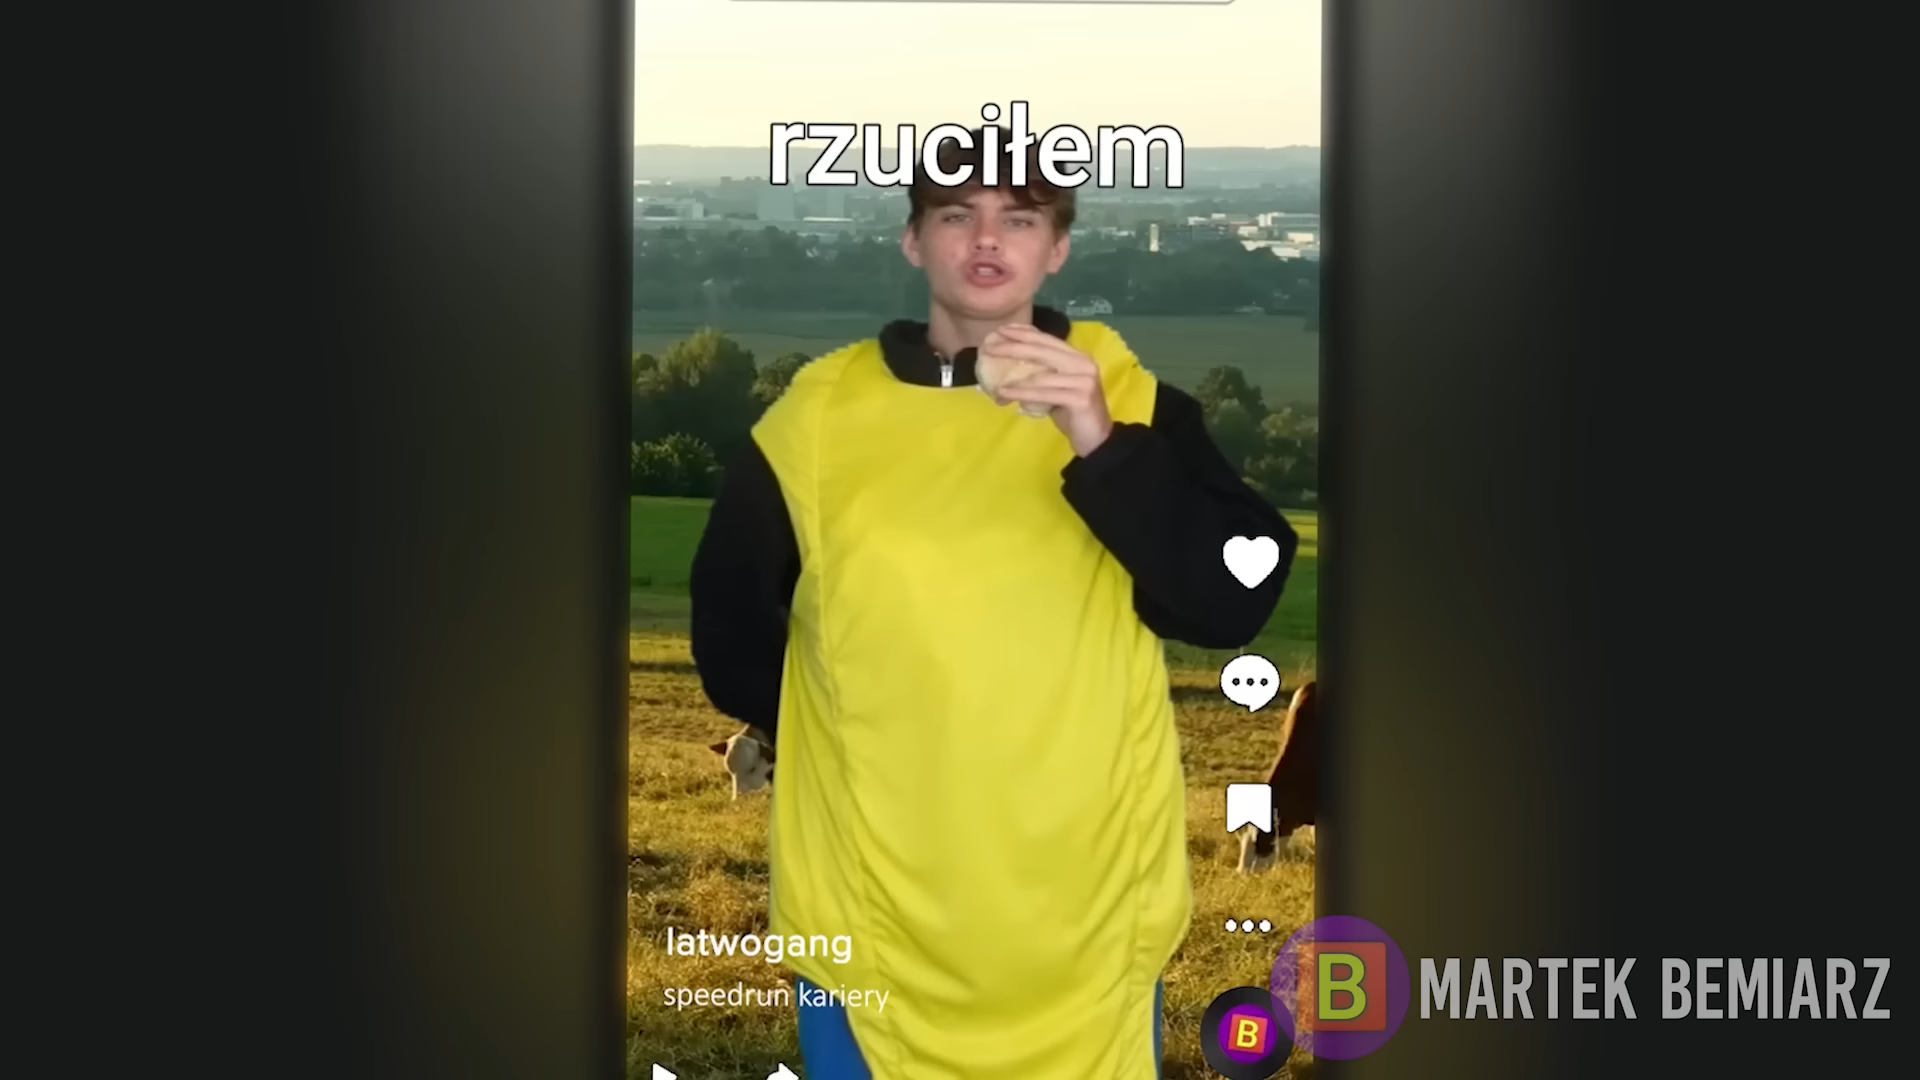 rzuciłem
latwogang
speedrun kariery
B
B MARTEK BEMIARZ